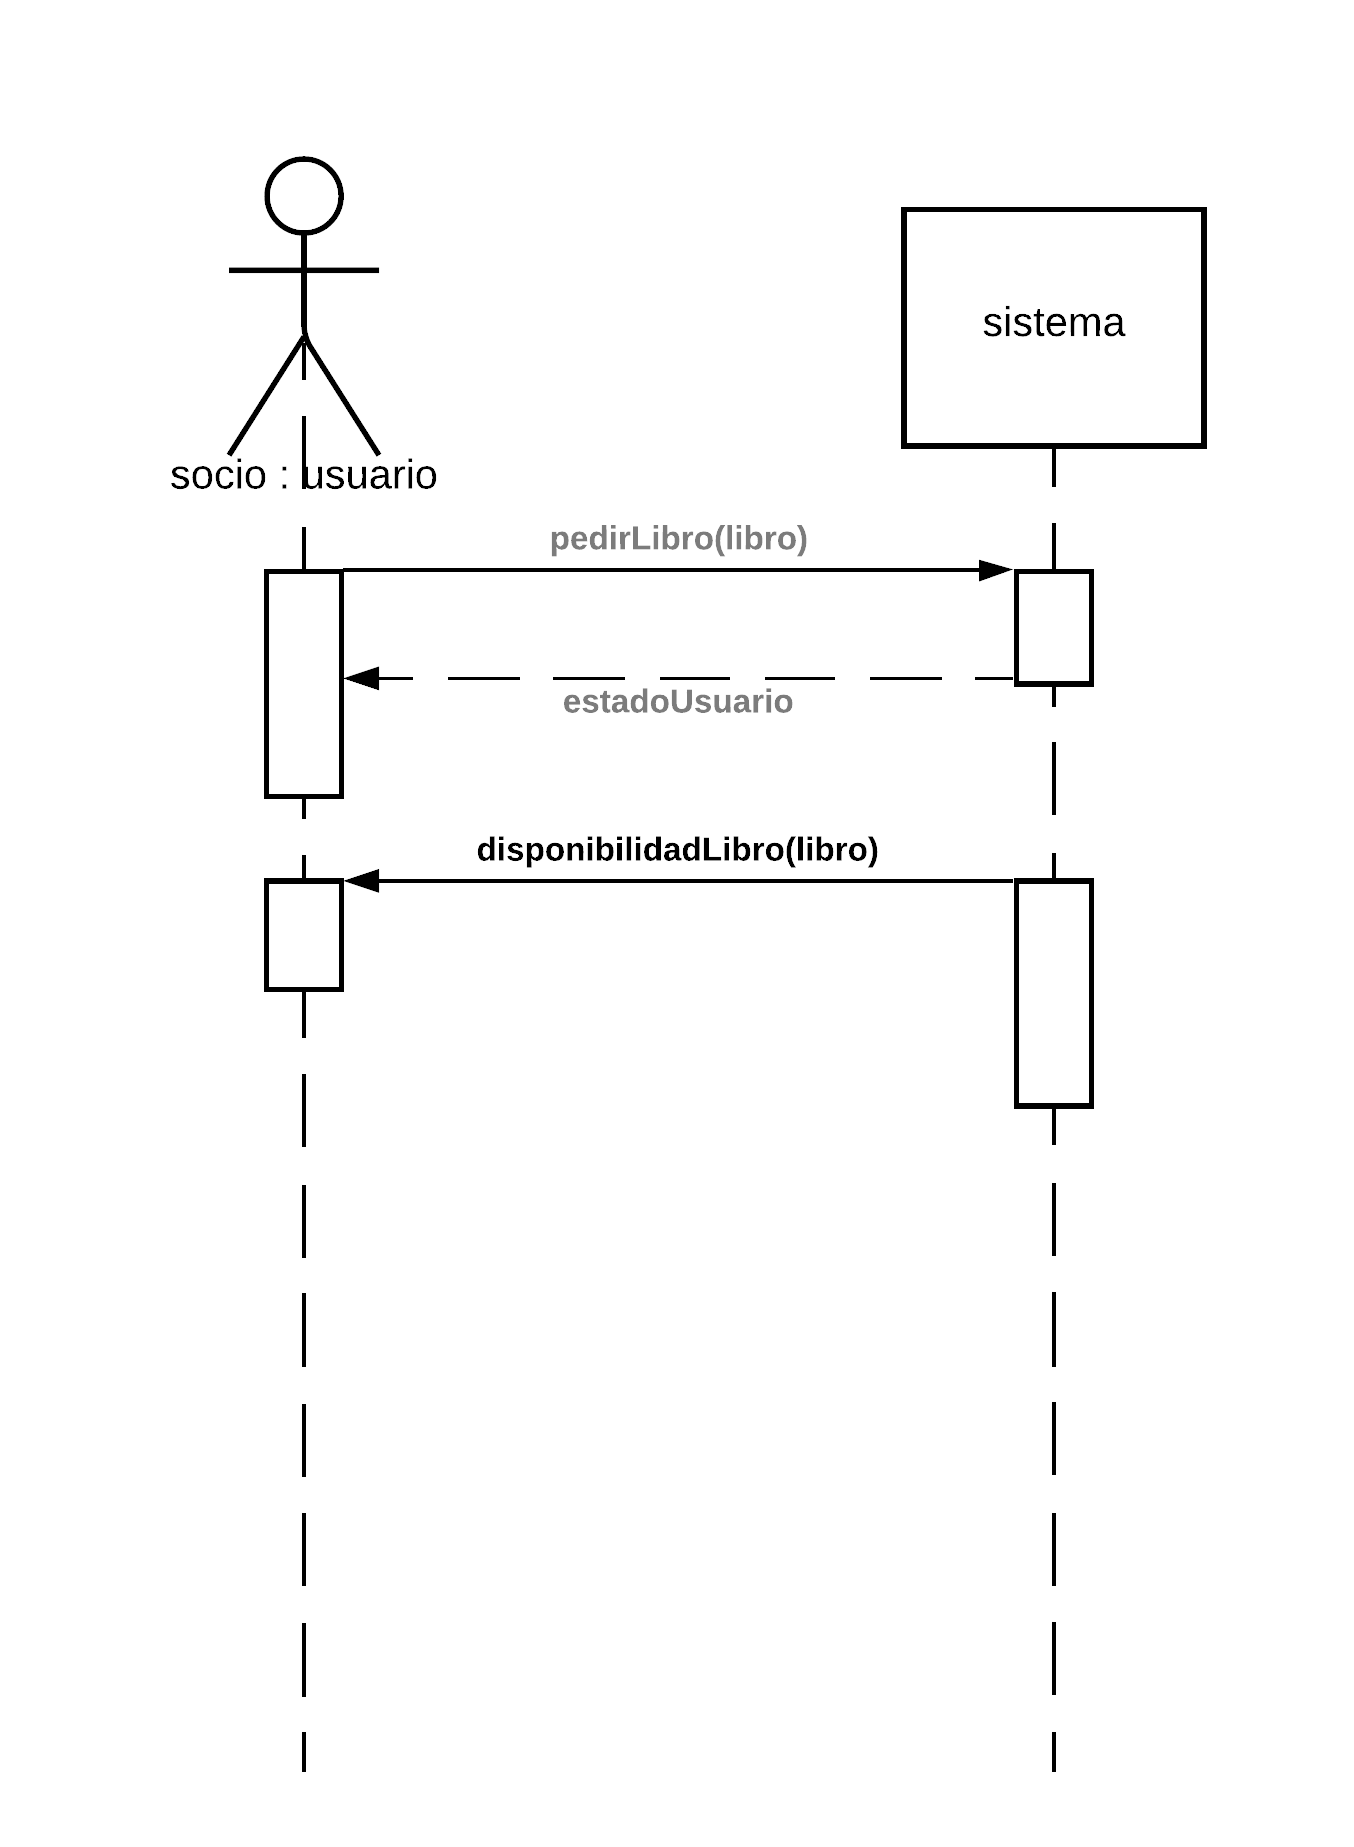 sistema
socio : usuario
pedirLibro(libro)
estadoUsuario
disponibilidadLibro(libro)